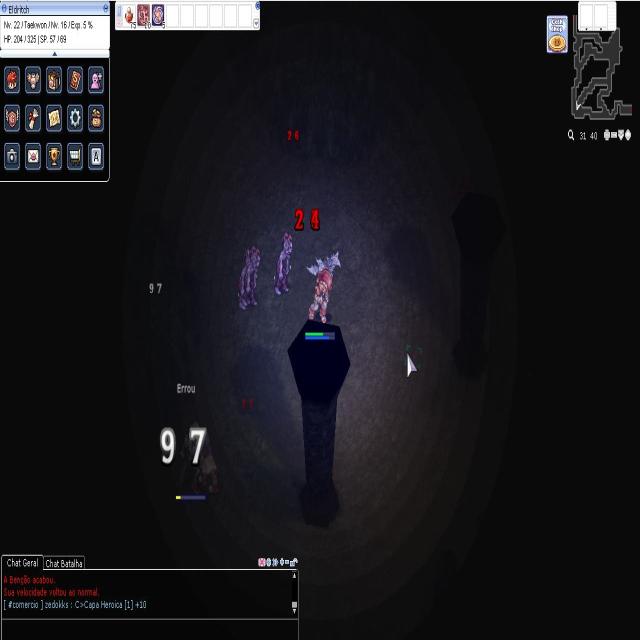 Eldritch
Nv. 22 / Taekwon / Nv. 16 / Exp. 5 %
HP. 204 / 325 | SP. 57 / 69
31 40
26
24
97
Errou
97
Chat Geral
Chat Batalha
A Benção acabou.
Sua velocidade voltou ao normal.
[ #comercio ] zedokks : C>Capa Heroica [1] +10